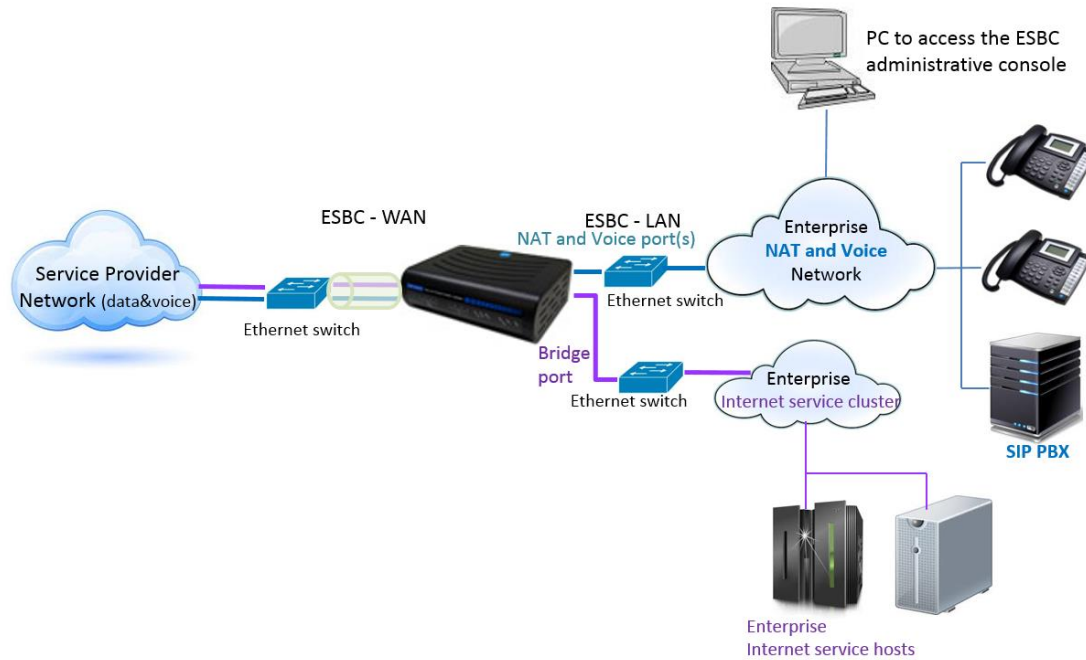 PC to access the ESBC
administrative console
ESBC - WAN
ESBC - LAN
NAT and Voice port(s)
Service Provider
Network (data&voice)
Ethernet switch
Ethernet switch
Enterprise
NAT and Voice
Network
Bridge
port
Ethernet switch
Enterprise
Internet service cluster
SIP PBX
Enterprise
Internet service hosts